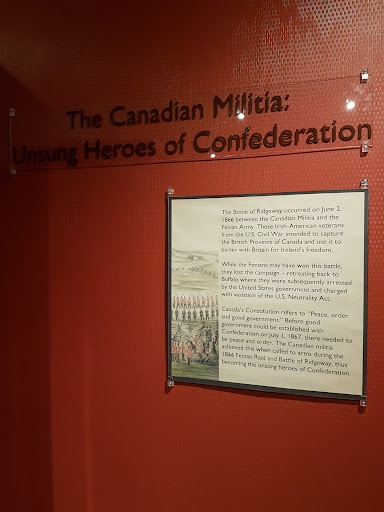 The Canadian Militia:
Unsung Heroes of Confederation
The Battle of Ridgeway occurred on June 2,
1866 between the Canadian Militia and the
Fenian Army. These Irish-American veterans
from the U.S. Civil War intended to capture
the British Province of Canada and use it to
barter with Britain for Ireland's freedom.
While the Fenians may have won this battle,
they lost the campaign – retreating back to
Buffalo where they were subsequently arrested
by the United States government and charged
with violation of the U.S. Neutrality Act.
Canada's Constitution refers to "Peace, order
and good government." Before good
government could be established with
Confederation on July 1, 1867, there needed to
be peace and order. The Canadian militia
achieved this when called to arms during the
1866 Fenian Raid and Battle of Ridgeway, thus
becoming the unsung heroes of Confederation.